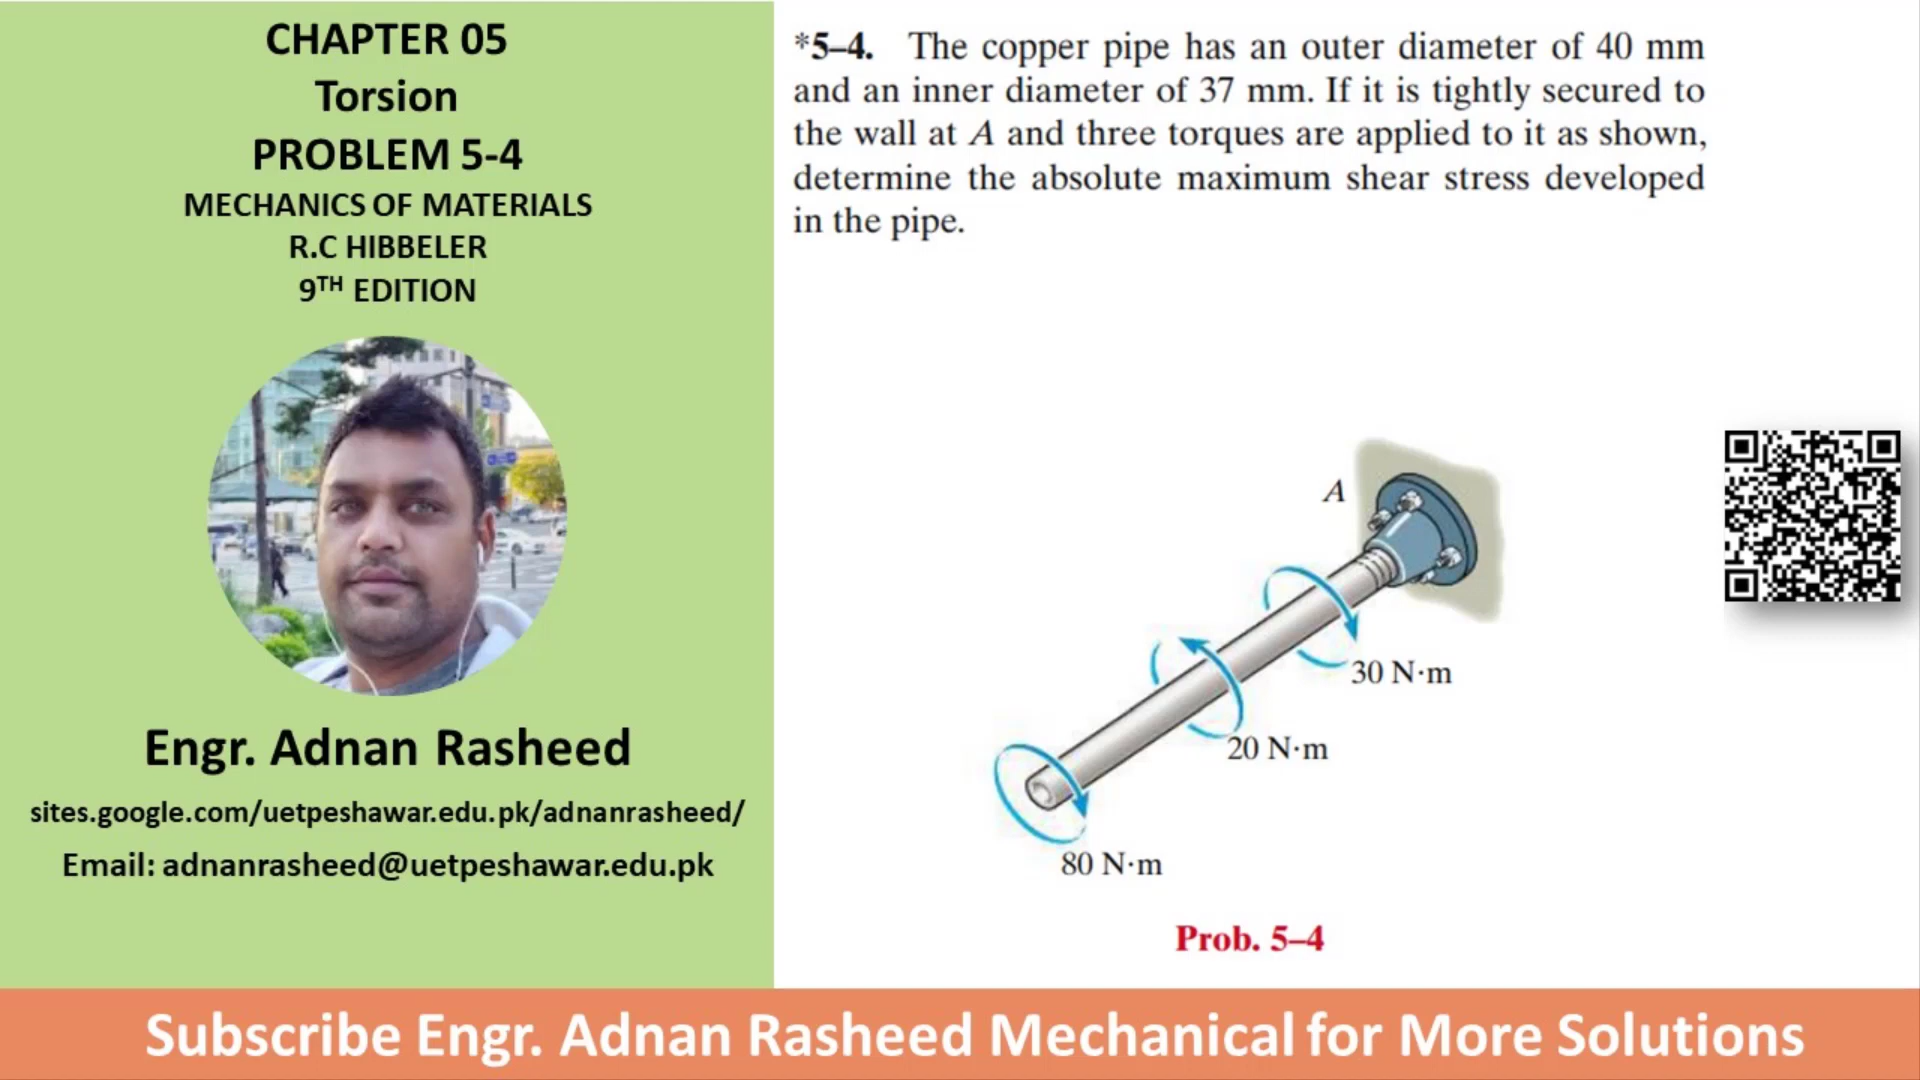 CHAPTER 05
Torsion
PROBLEM 5-4
MECHANICS OF MATERIALS
R.C HIBBELER
9TH EDITION
Engr. Adnan Rasheed
sites.google.com/uetpeshawar.edu.pk/adnanrasheed/
Email: adnanrasheed@uetpeshawar.edu.pk
*5–4. The copper pipe has an outer diameter of 40 mm
and an inner diameter of 37 mm. If it is tightly secured to
the wall at A and three torques are applied to it as shown,
determine the absolute maximum shear stress developed
in the pipe.
A
30 N·m
20 N·m
80 N·m
Prob. 5–4
Subscribe Engr. Adnan Rasheed Mechanical for More Solutions